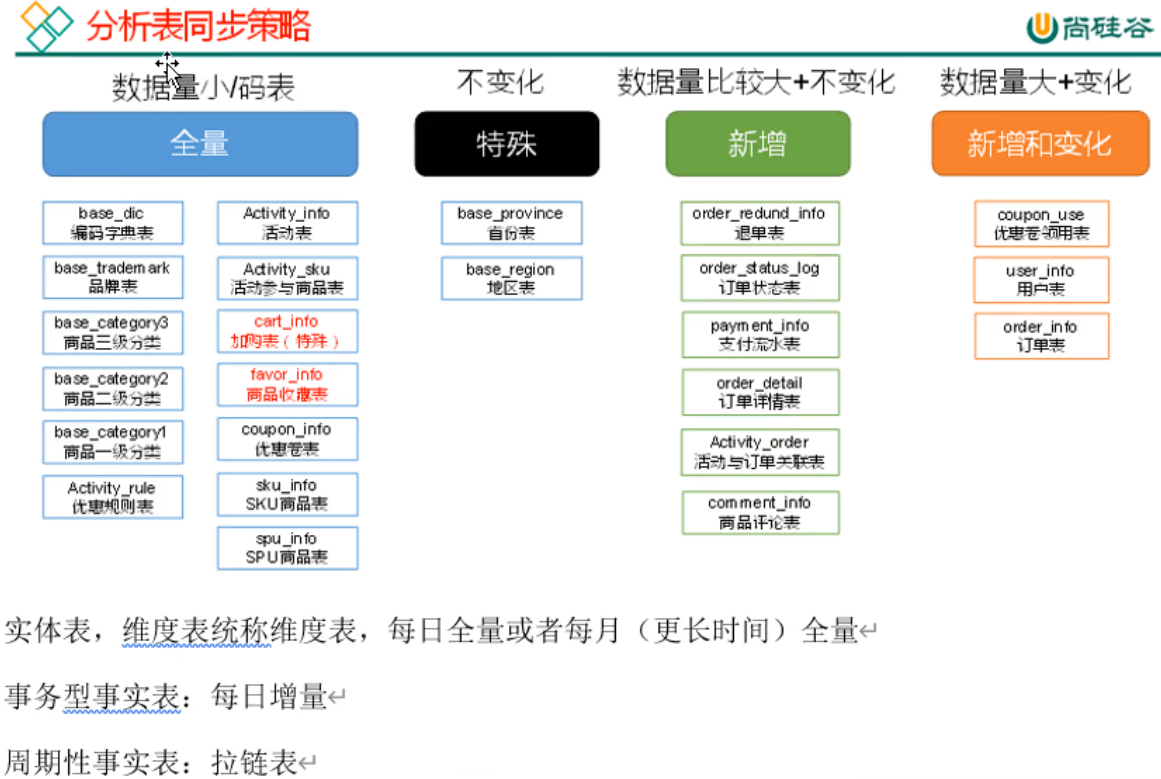 分析表同步策略
尚硅谷
数据量小/码表
不变化
数据量比较大+不变化
数据量大+变化
全量
特殊
新增
新增和变化
base_dic
编码字典表
base_trademark
品牌表
base_category3
商品三级分类
base_category2
商品二级分类
base_category1
商品一级分类
Activity_rule
优惠规则表
Activity_info
活动表
Activity_sku
活动参与商品表
cart_info
加购表（特殊）
favor_info
商品收藏表
coupon_info
优惠卷表
sku_info
SKU商品表
spu_info
SPU商品表
base_province
省份表
base_region
地区表
order_redund_info
退单表
order_status_log
订单状态表
payment_info
支付流水表
order_detail
订单详情表
Activity_order
活动与订单关联表
comment_info
商品评论表
coupon_use
优惠卷领用表
user_info
用户表
order_info
订单表
实体表，维度表统称维度表，每日全量或者每月（更长时间）全量
事务型事实表：每日增量
周期性事实表：拉链表